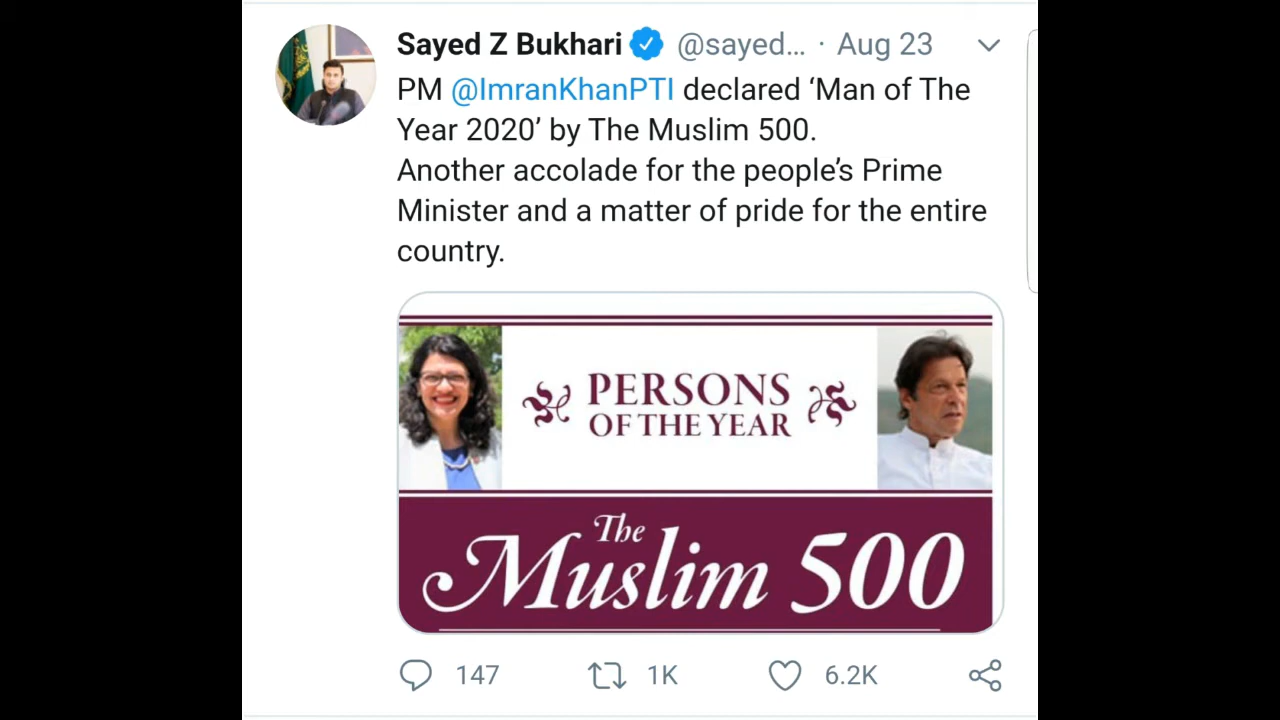 Sayed Z Bukhari @sayed... · Aug 23
PM @ImranKhanPTI declared ‘Man of The
Year 2020’ by The Muslim 500.
Another accolade for the people’s Prime
Minister and a matter of pride for the entire
country.
PERSONS
OF THE YEAR
The
Muslim 500
147 1K 6.2K